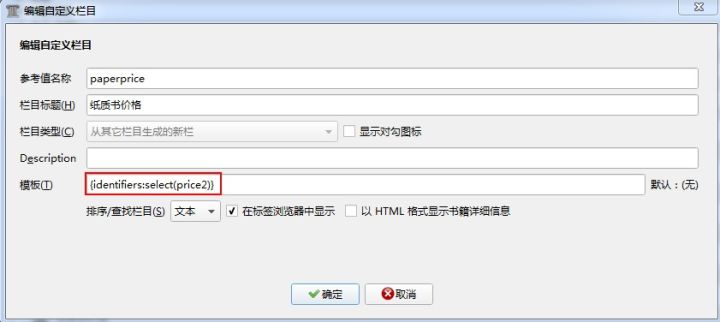 编辑自定义栏目
编辑自定义栏目
参考值名称 paperprice
栏目标题(H) 纸质书价格
栏目类型(C) 从其它栏目生成的新栏 显示对勾图标
Description
模板(T) {identifiers:select(price2)} 默认：(无)
排序/查找栏目(S) 文本 在标签浏览器中显示 以 HTML 格式显示书籍详细信息
确定 取消